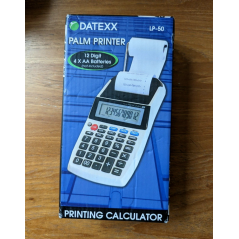 DATEXX
LP-50
PALM PRINTER
12 Digit
4 X AA Batteries
PRINTING CALCULATOR